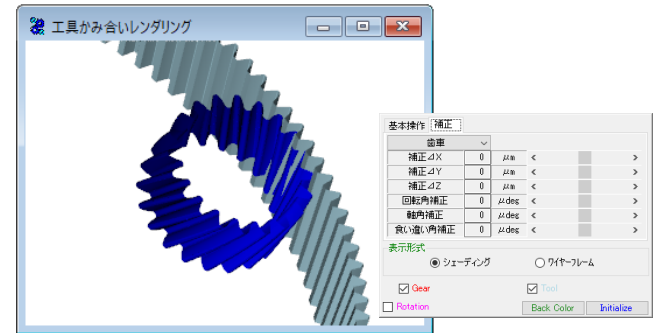 工具かみ合いレンダリング
基本操作 補正
歯車
補正⊿X 0 μm
補正⊿Y 0 μm
補正⊿Z 0 μm
回転角補正 0 μdeg
軸角補正 0 μdeg
食い違い角補正 0 μdeg
表示形式
シェーディング ワイヤーフレーム
Gear Tool
Rotation Back Color Initialize